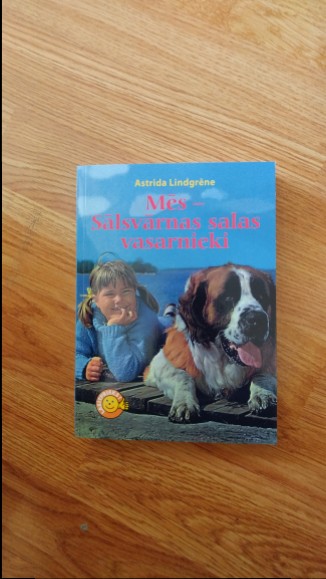 Astrida Lindgrēne
Mēs –
Sālsvārnas salas
vasarnieki